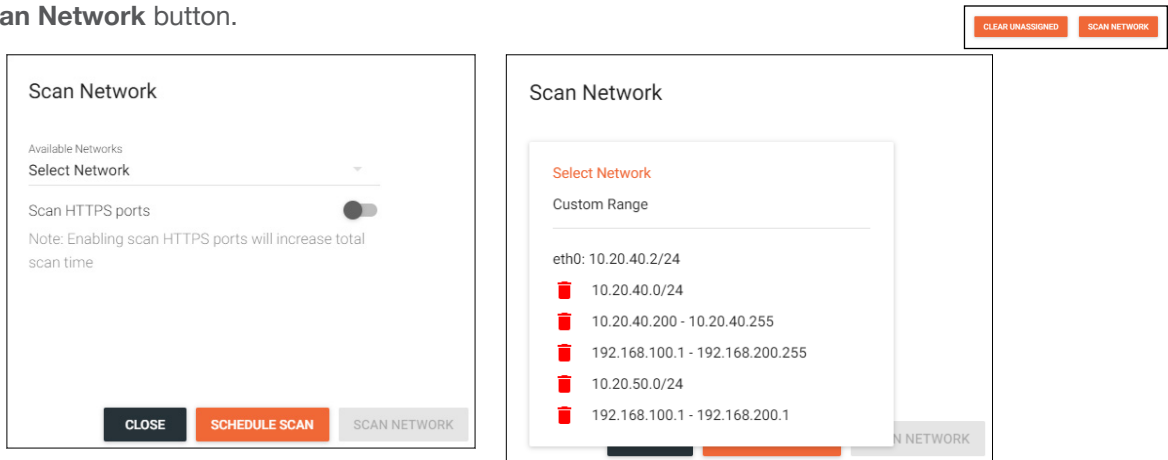 an Network button.
CLEAR UNASSIGNED SCAN NETWORK
Scan Network
Available Networks
Select Network
Scan HTTPS ports
Note: Enabling scan HTTPS ports will increase total
scan time
CLOSE SCHEDULE SCAN SCAN NETWORK
Scan Network
Select Network
Custom Range
eth0: 10.20.40.2/24
10.20.40.0/24
10.20.40.200 - 10.20.40.255
192.168.100.1 - 192.168.200.255
10.20.50.0/24
192.168.100.1 - 192.168.200.1
N NETWORK